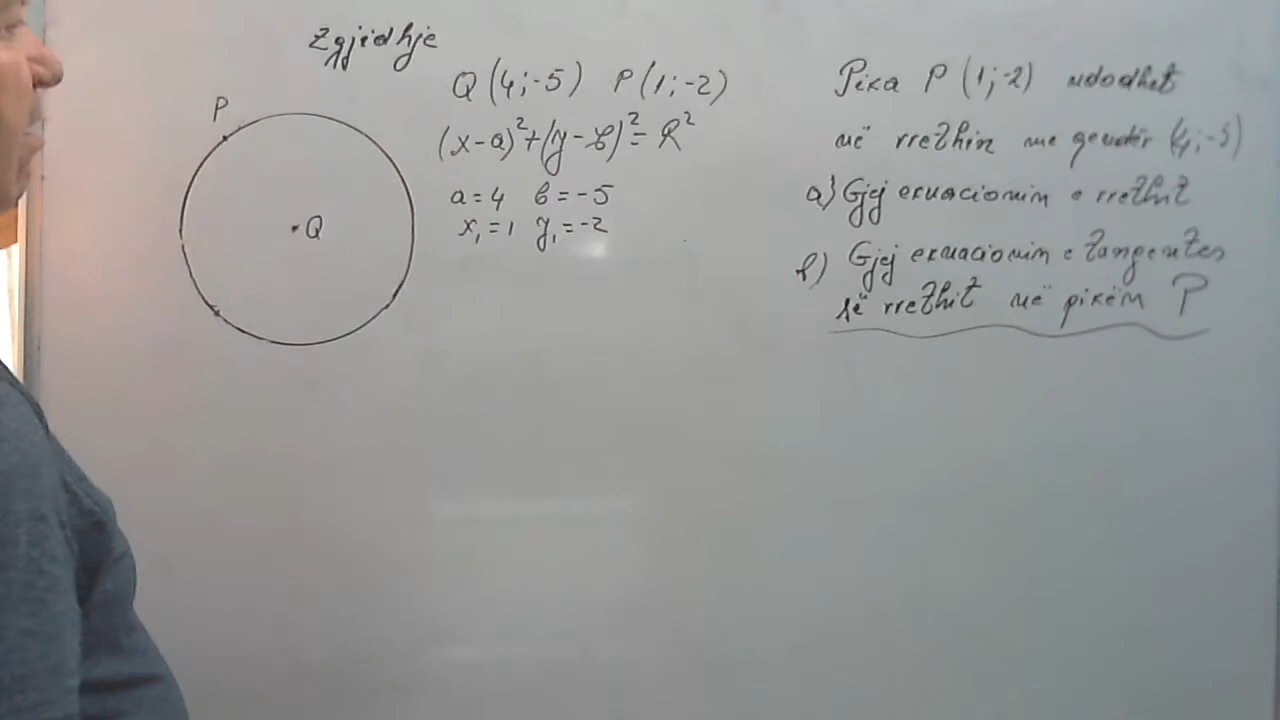 Zgjidhje
P
Q
Q(4;-5) P(1;-2)
(x-a)²+(y-b)²=R²
a=4 b=-5
x₁=1 y₁=-2
Pika P(1;-2) ndodhet
në rrethin me qendër (4;-5)
a) Gjej ekuacionin e rrethit
b) Gjej ekuacionin e tangentes
së rrethit në pikën P